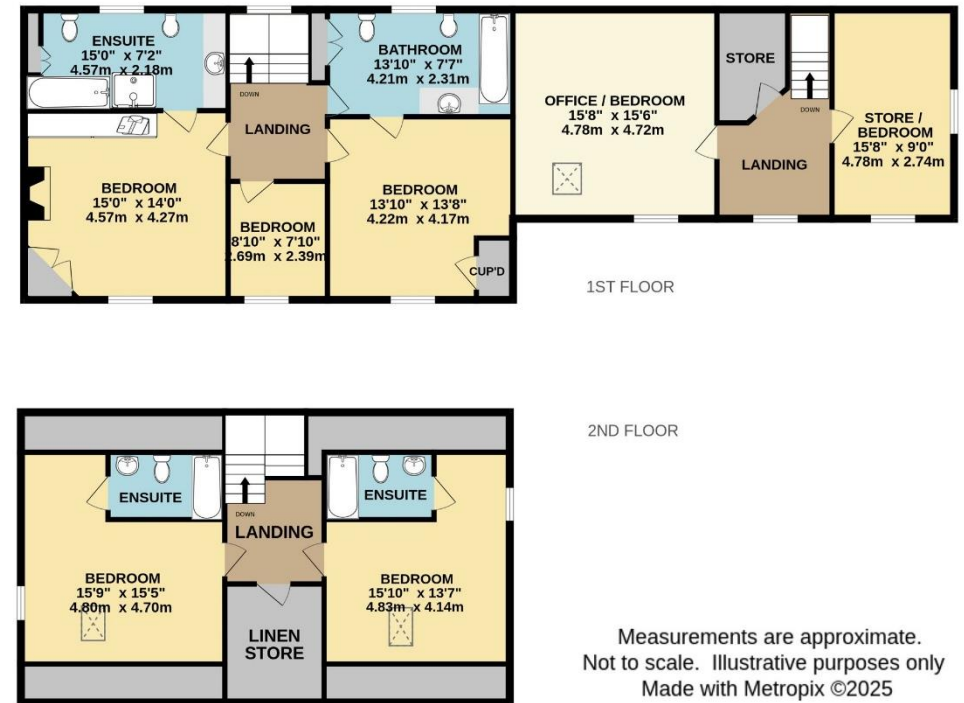 ENSUITE
15'0" x 7'2"
4.57m x 2.18m
DOWN
LANDING
BATHROOM
13'10" x 7'7"
4.21m x 2.31m
BEDROOM
15'0" x 14'0"
4.57m x 4.27m
BEDROOM
8'10" x 7'10"
2.69m x 2.39m
BEDROOM
13'10" x 13'8"
4.22m x 4.17m
CUP'D
OFFICE / BEDROOM
15'8" x 15'6"
4.78m x 4.72m
STORE
DOWN
LANDING
STORE /
BEDROOM
15'8" x 9'0"
4.78m x 2.74m
1ST FLOOR
2ND FLOOR
ENSUITE
DOWN
LANDING
ENSUITE
BEDROOM
15'9" x 15'5"
4.80m x 4.70m
LINEN
STORE
BEDROOM
15'10" x 13'7"
4.83m x 4.14m
Measurements are approximate.
Not to scale. Illustrative purposes only
Made with Metropix ©2025